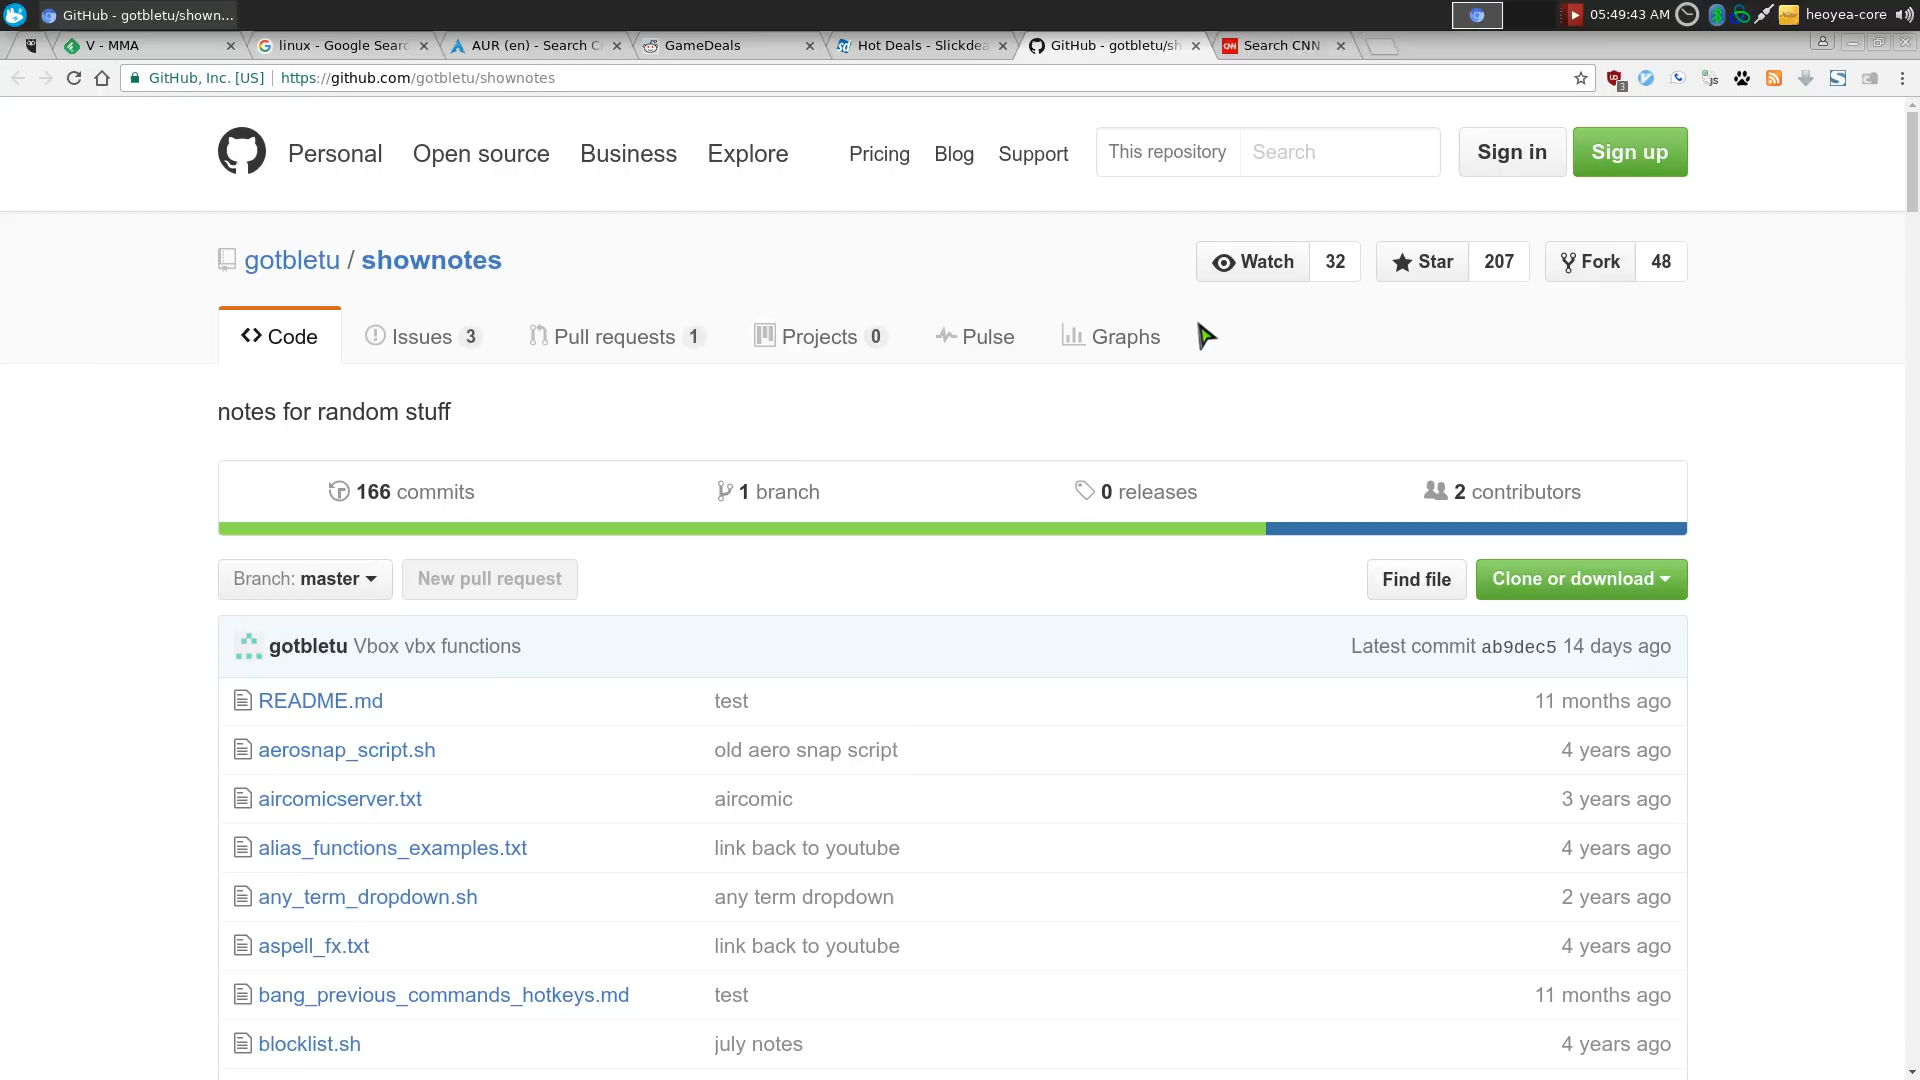 GitHub - gotbletu/shown...
05:49:43 AM
heoyea-core
V - MMA
linux - Google Searc
AUR (en) - Search C
GameDeals
Hot Deals - Slickdea
GitHub - gotbletu/sh
Search CNN
GitHub, Inc. [US]
https://github.com/gotbletu/shownotes
Personal
Open source
Business
Explore
Pricing
Blog
Support
This repository
Search
Sign in
Sign up
gotbletu / shownotes
Watch 32
Star 207
Fork 48
Code
Issues 3
Pull requests 1
Projects 0
Pulse
Graphs
notes for random stuff
166 commits
1 branch
0 releases
2 contributors
Branch: master
New pull request
Find file
Clone or download
gotbletu Vbox vbx functions
Latest commit ab9dec5 14 days ago
README.md test 11 months ago
aerosnap_script.sh old aero snap script 4 years ago
aircomicserver.txt aircomic 3 years ago
alias_functions_examples.txt link back to youtube 4 years ago
any_term_dropdown.sh any term dropdown 2 years ago
aspell_fx.txt link back to youtube 4 years ago
bang_previous_commands_hotkeys.md test 11 months ago
blocklist.sh july notes 4 years ago